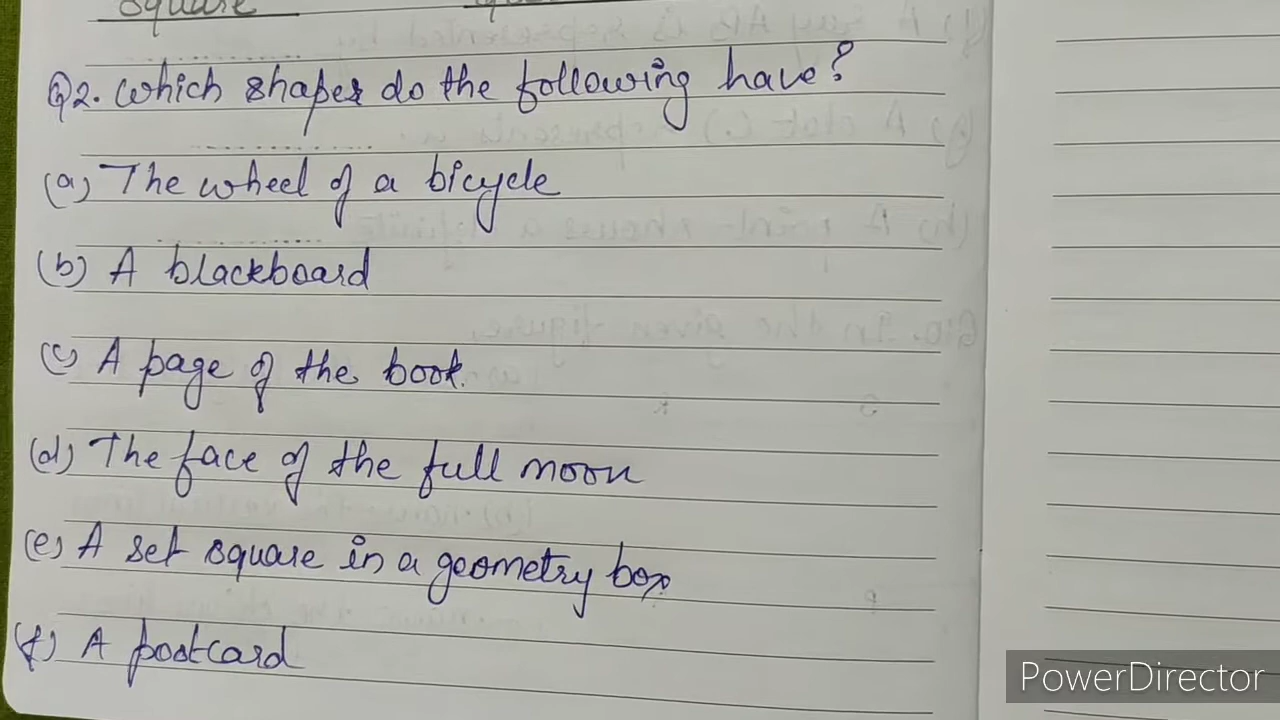 square
Q2. Which shapes do the following have?
(a) The wheel of a bicycle
(b) A blackboard
(c) A page of the book.
(d) The face of the full moon
(e) A set square in a geometry box
(f) A postcard
PowerDirector